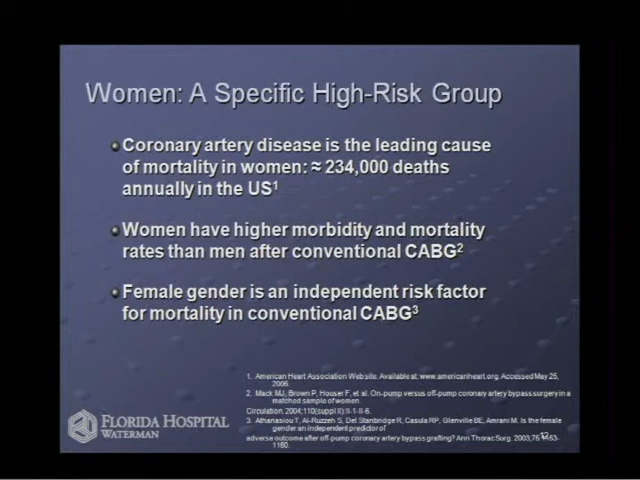 Women: A Specific High-Risk Group
Coronary artery disease is the leading cause
of mortality in women: ≈ 234,000 deaths
annually in the US1
Women have higher morbidity and mortality
rates than men after conventional CABG2
Female gender is an independent risk factor
for mortality in conventional CABG3
1. American Heart Association Web site. Available at: www.americanheart.org. Accessed May 25,
2006.
2. Mack MJ, Brown P, Houser F, et al. On-pump versus off-pump coronary artery bypass surgery in a
matched sample of women.
Circulation. 2004;110(suppl II):II-1-II-6.
3. Athanasiou T, Al-Ruzzeh S, Del Stanbridge R, Casula RP, Glenville BE, Amrani M. Is the female
gender an independent predictor of
adverse outcome after off-pump coronary artery bypass grafting? Ann Thorac Surg. 2003;75:1153-
1160.
FLORIDA HOSPITAL
WATERMAN